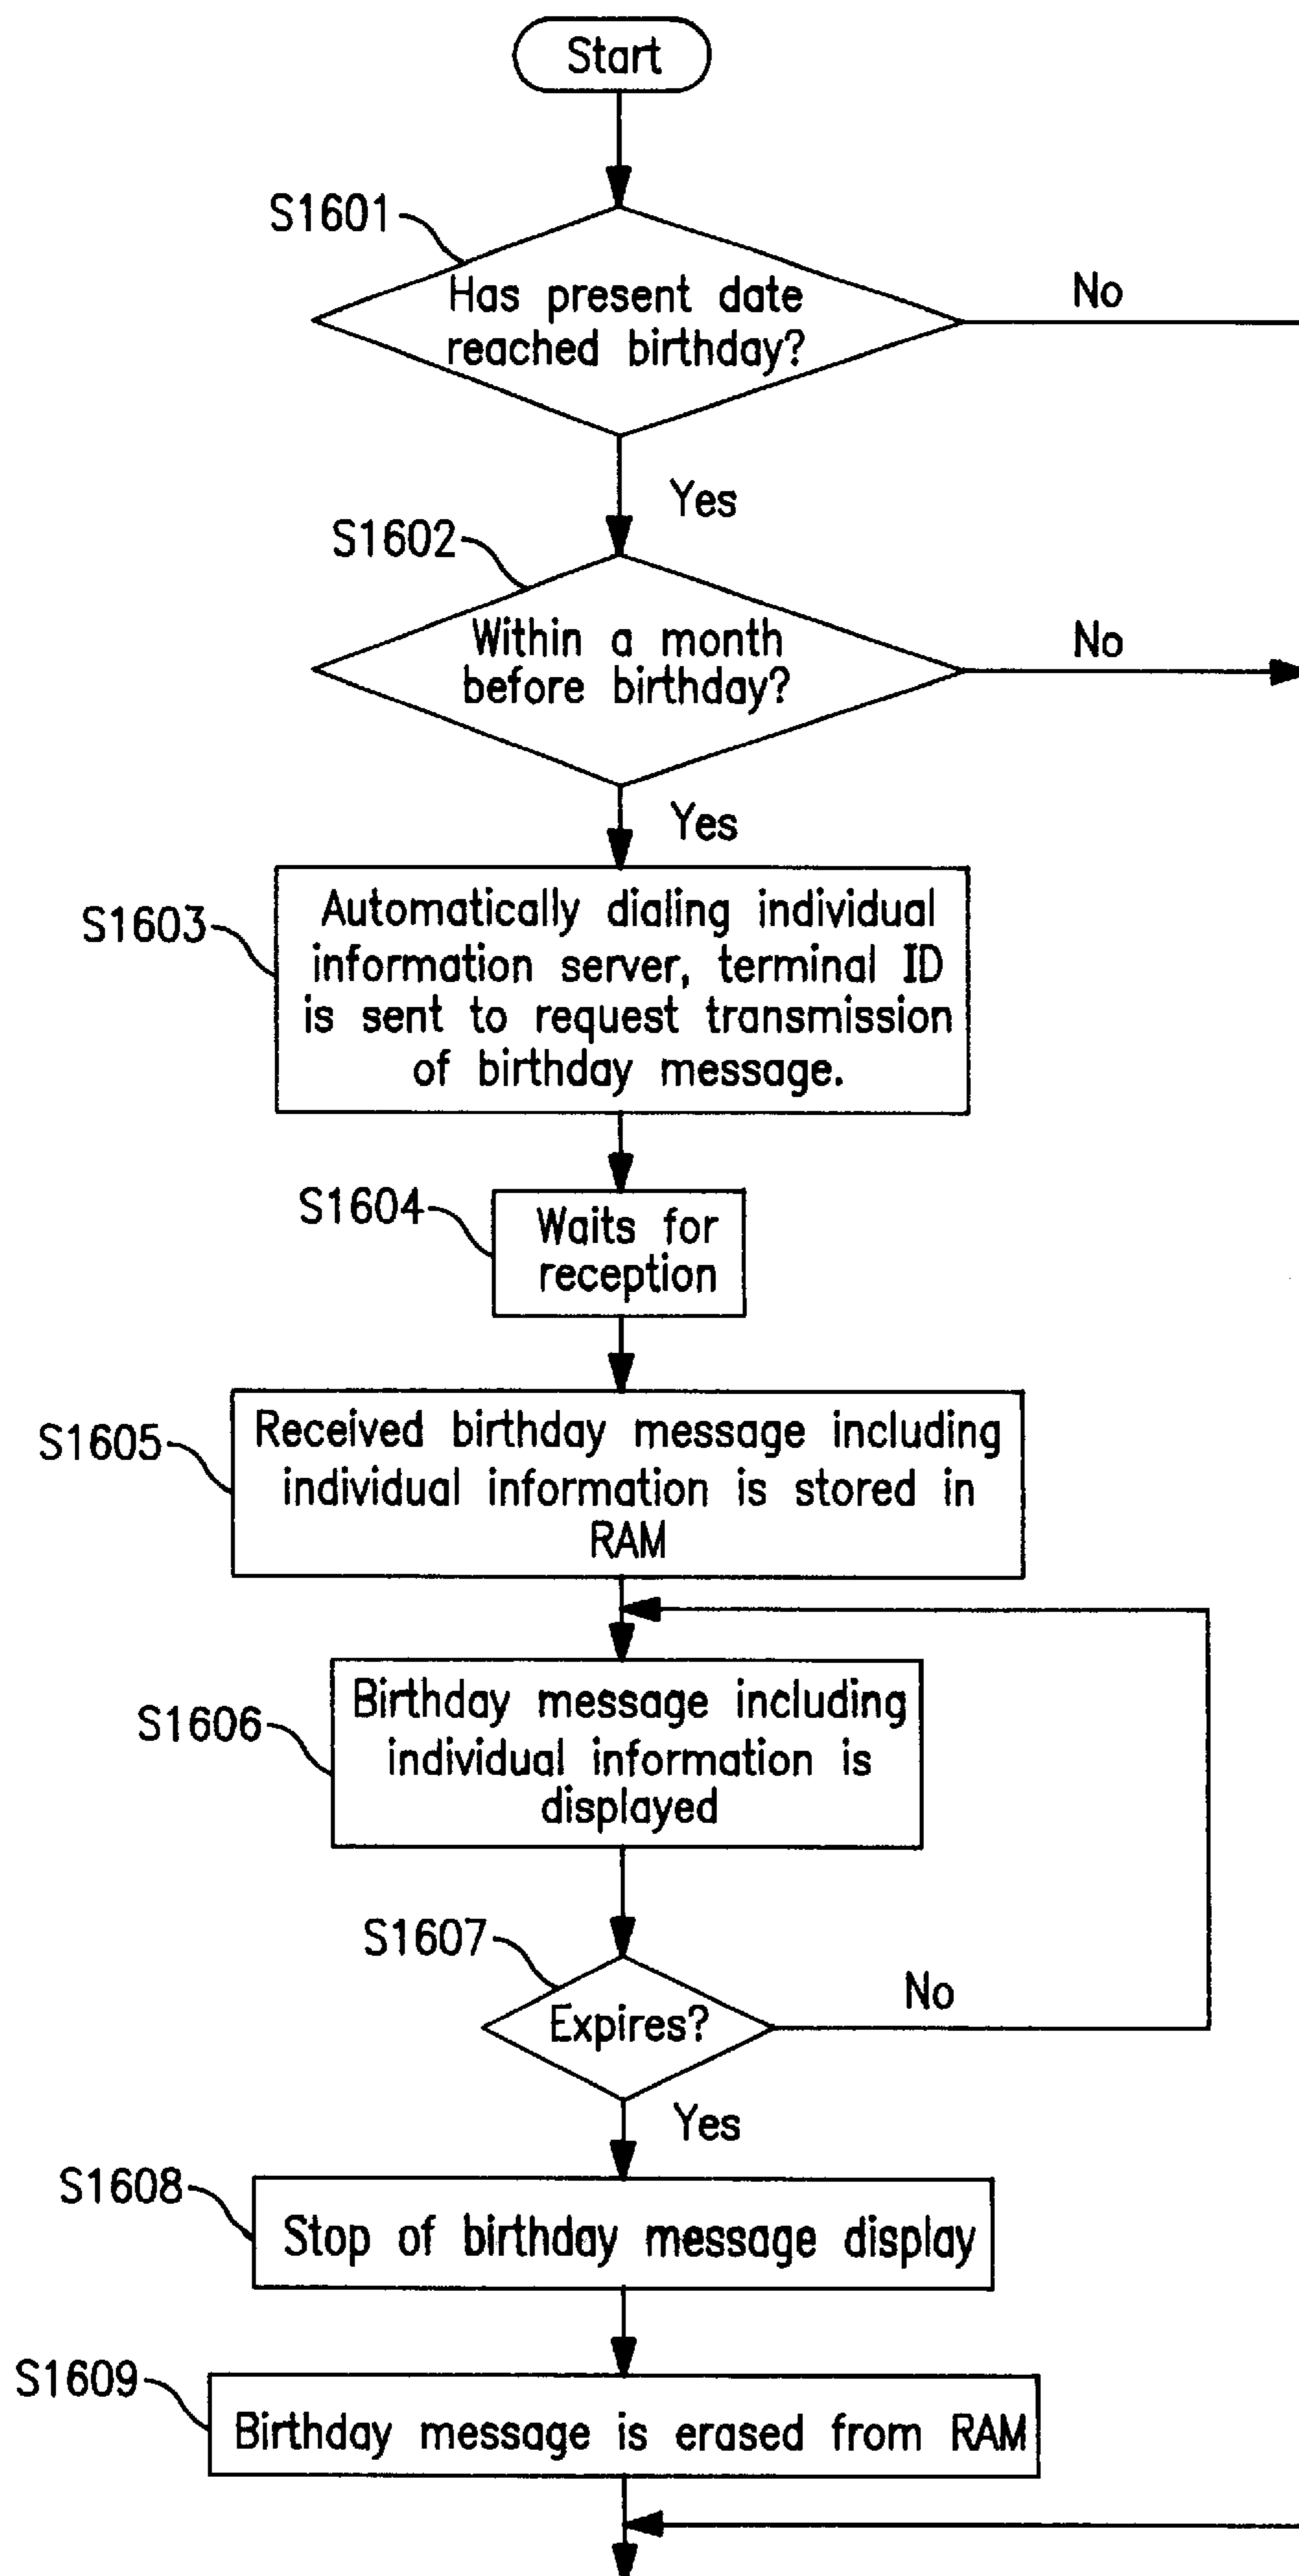 Start
S1601
Has present date
reached birthday?
No
Yes
S1602
Within a month
before birthday?
No
Yes
S1603
Automatically dialing individual
information server, terminal ID
is sent to request transmission
of birthday message.
S1604
Waits for
reception
S1605
Received birthday message including
individual information is stored in
RAM
S1606
Birthday message including
individual information is
displayed
S1607
Expires?
No
Yes
S1608
Stop of birthday message display
S1609
Birthday message is erased from RAM